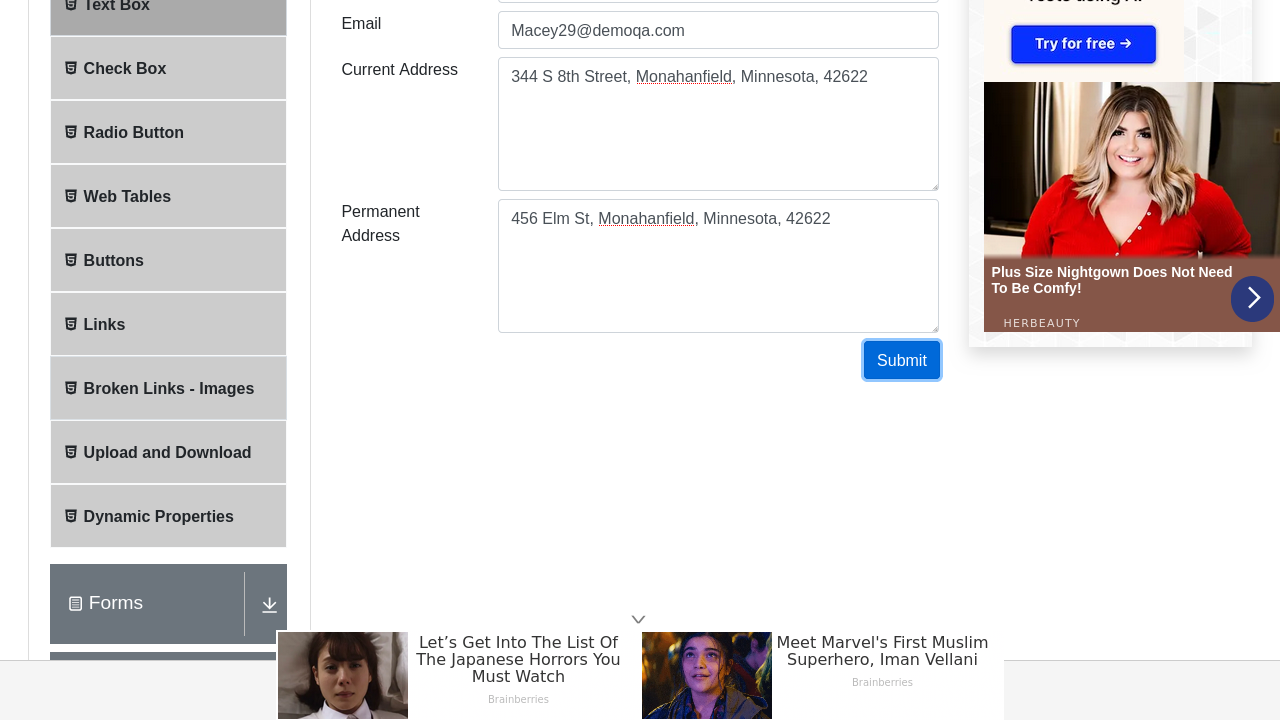 Text Box
Email
Macey29@demoqa.com
Current Address
344 S 8th Street, Monahanfield, Minnesota, 42622
Permanent
Address
456 Elm St, Monahanfield, Minnesota, 42622
Submit
Check Box
Radio Button
Web Tables
Buttons
Links
Broken Links - Images
Upload and Download
Dynamic Properties
Forms
Try for free →
Plus Size Nightgown Does Not Need
To Be Comfy!
HERBEAUTY
Let’s Get Into The List Of
The Japanese Horrors You
Must Watch
Brainberries
Meet Marvel's First Muslim
Superhero, Iman Vellani
Brainberries